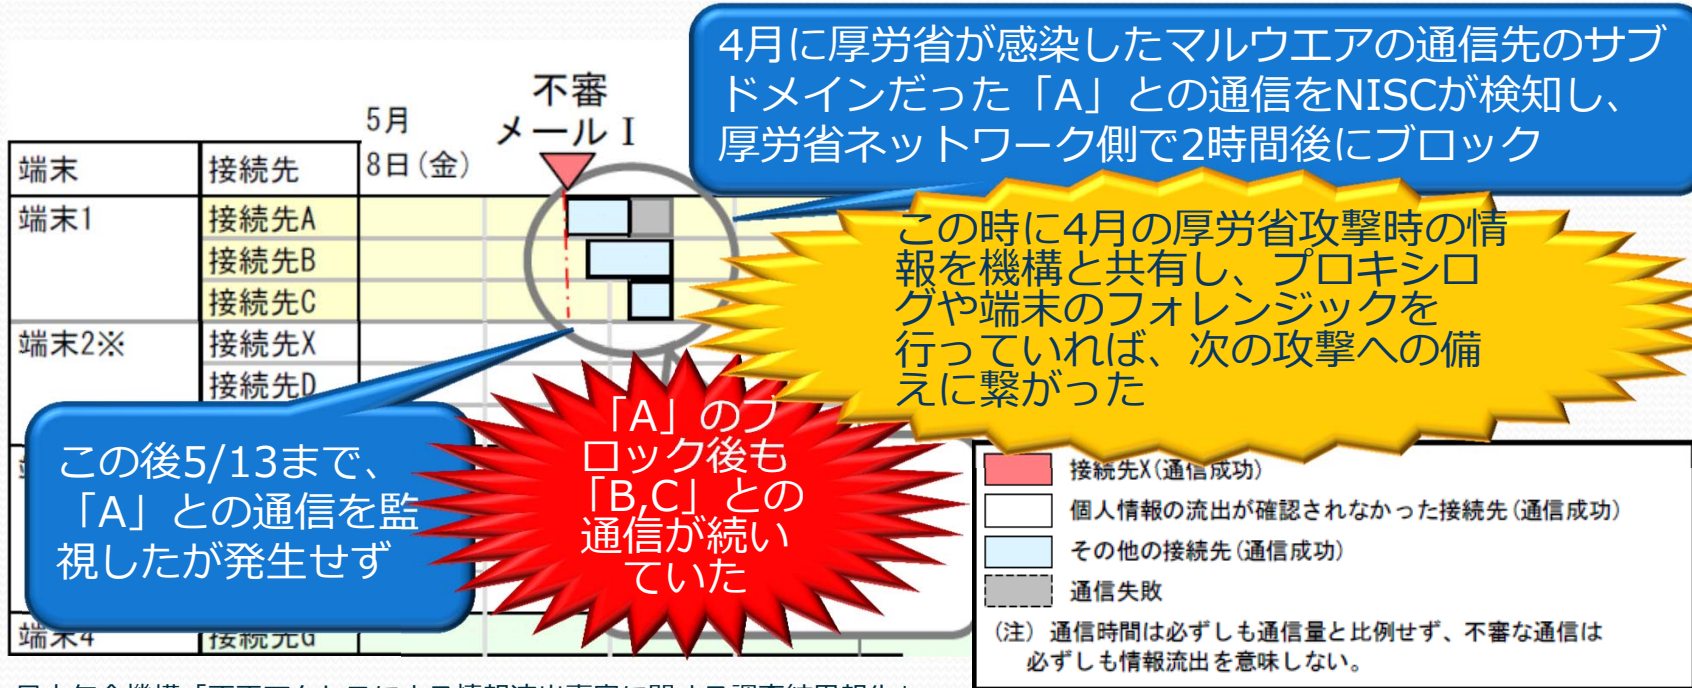 4月に厚労省が感染したマルウエアの通信先のサブ
ドメインだった「A」との通信をNISCが検知し、
厚労省ネットワーク側で2時間後にブロック
不審
メールⅠ
5月
8日(金)
端末
接続先
端末1
接続先A
接続先B
接続先C
端末2※
接続先X
接続先D
この時に4月の厚労省攻撃時の情
報を機構と共有し、プロキシロ
グや端末のフォレンジックを
行っていれば、次の攻撃への備
えに繋がった
「A」のブ
ロック後も
「B,C」との
通信が続い
ていた
この後5/13まで、
「A」との通信を監
視したが発生せず
端末4
接続先G
接続先X(通信成功)
個人情報の流出が確認されなかった接続先(通信成功)
その他の接続先(通信成功)
通信失敗
(注) 通信時間は必ずしも通信量と比例せず、不審な通信は
必ずしも情報流出を意味しない。